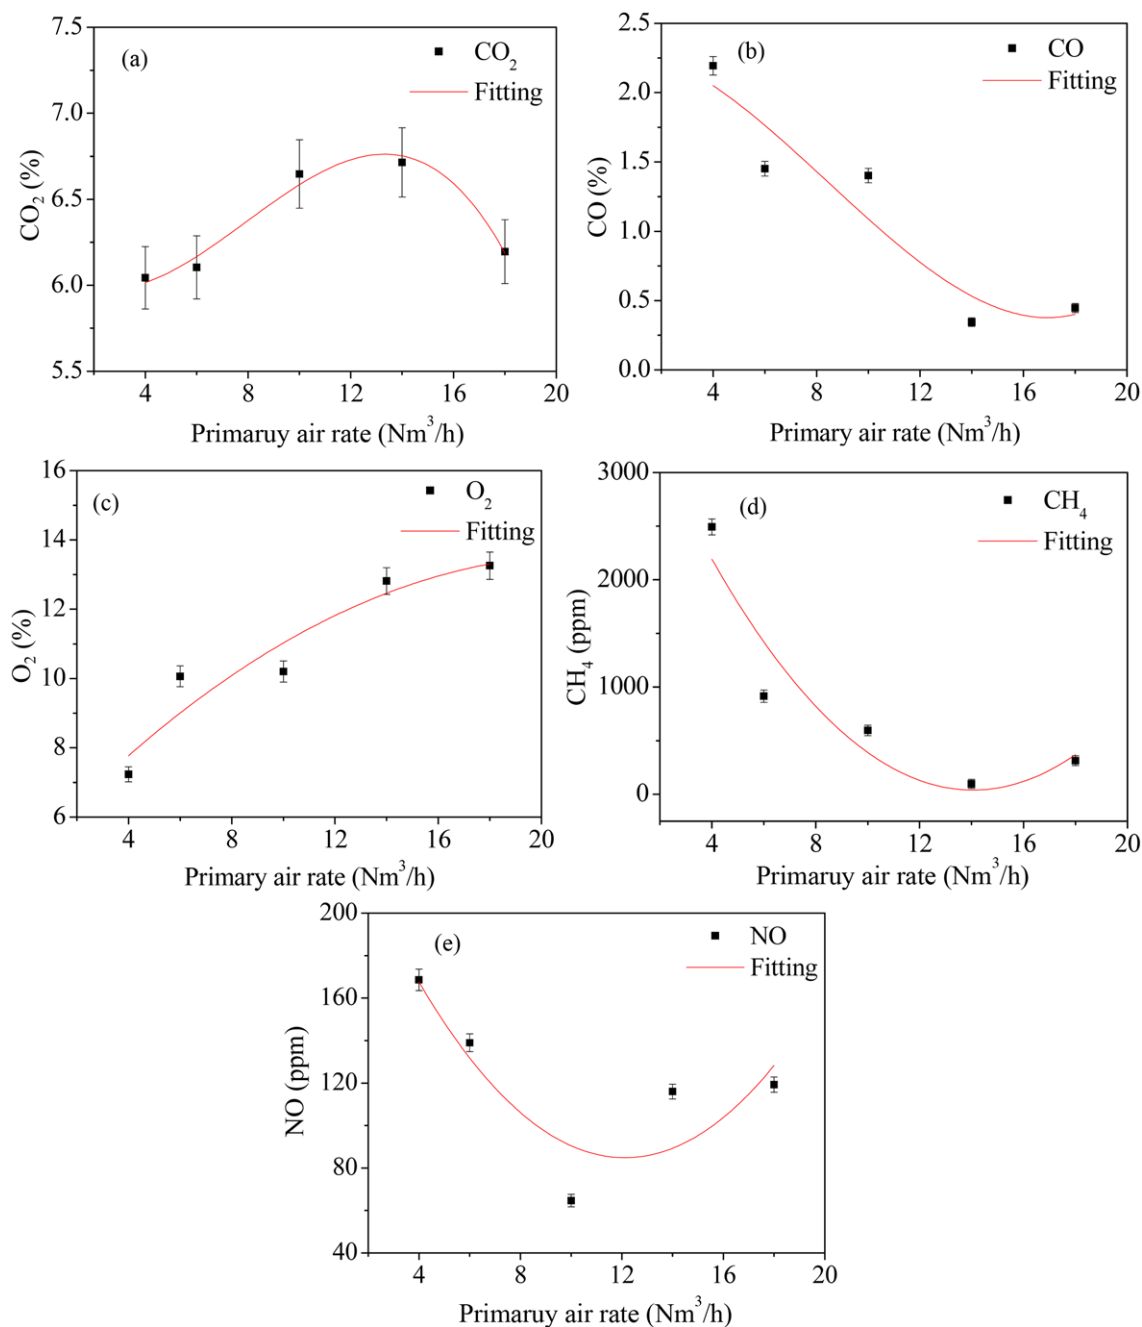 (a)
CO2
Fitting
7.5
7.0
6.5
6.0
5.5
CO2 (%)
4 8 12 16 20
Primaruy air rate (Nm3/h)
(b)
CO
Fitting
2.5
2.0
1.5
1.0
0.5
0.0
CO (%)
4 8 12 16 20
Primary air rate (Nm3/h)
(c)
O2
Fitting
16
14
12
10
8
6
O2 (%)
4 8 12 16 20
Primary air rate (Nm3/h)
(d)
CH4
Fitting
3000
2000
1000
0
CH4 (ppm)
4 8 12 16 20
Primaruy air rate (Nm3/h)
(e)
NO
Fitting
200
160
120
80
40
NO (ppm)
4 8 12 16 20
Primaruy air rate (Nm3/h)